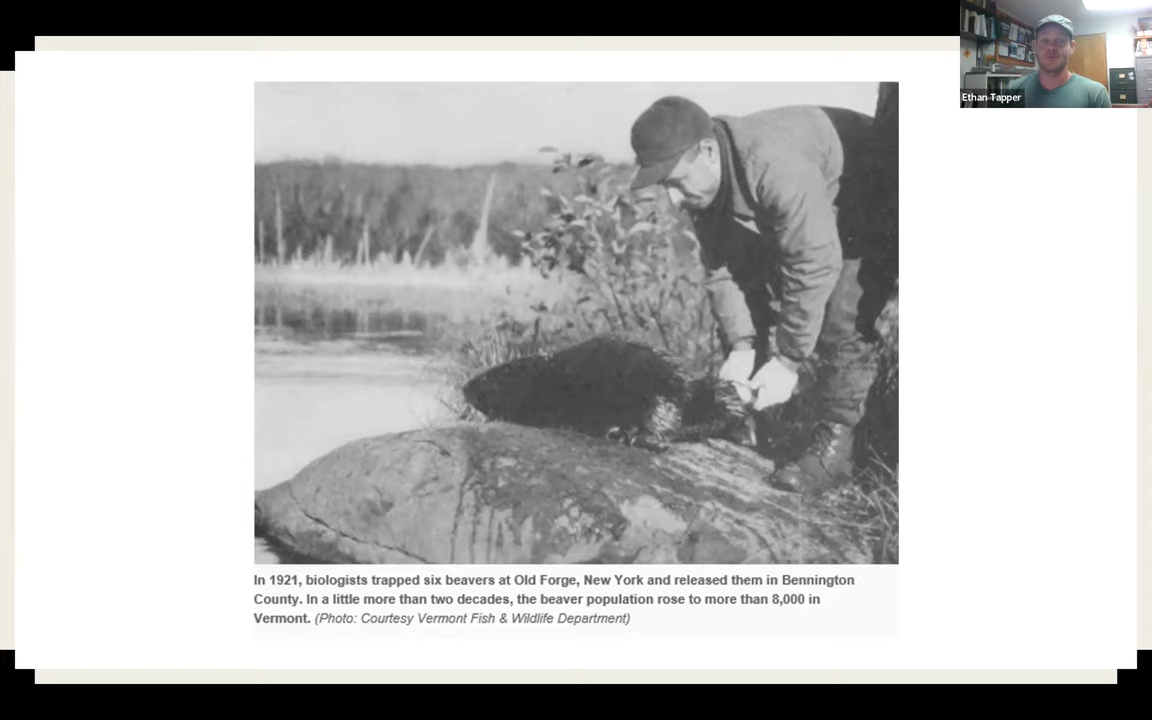 Ethan Tapper
In 1921, biologists trapped six beavers at Old Forge, New York and released them in Bennington
County. In a little more than two decades, the beaver population rose to more than 8,000 in
Vermont. (Photo: Courtesy Vermont Fish & Wildlife Department)